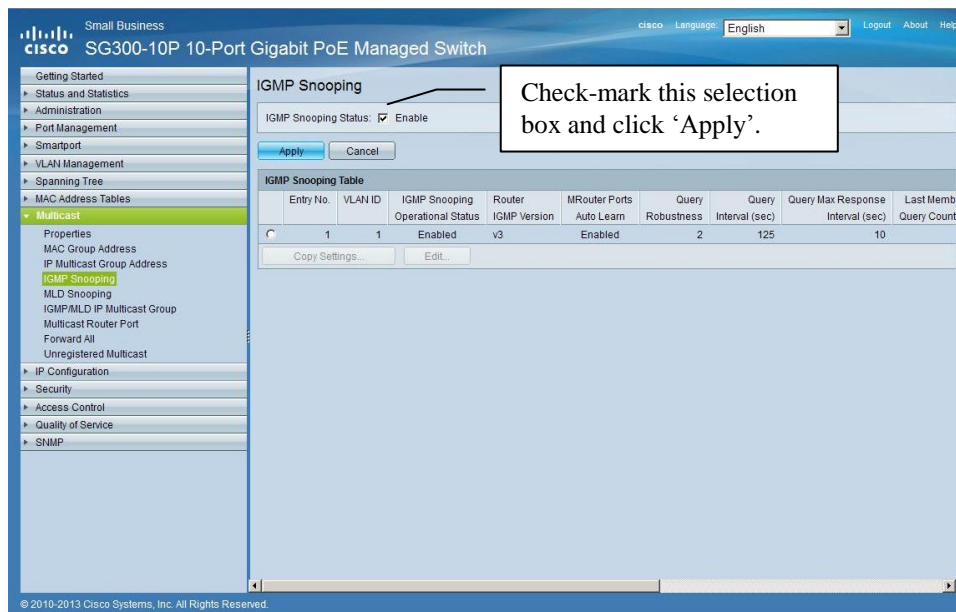 Small Business
cisco Language: English Logout About Help
CISCO SG300-10P 10-Port Gigabit PoE Managed Switch
Getting Started
Status and Statistics
Administration
Port Management
Smartport
VLAN Management
Spanning Tree
MAC Address Tables
Multicast
Properties
MAC Group Address
IP Multicast Group Address
IGMP Snooping
MLD Snooping
IGMP/MLD IP Multicast Group
Multicast Router Port
Forward All
Unregistered Multicast
IP Configuration
Security
Access Control
Quality of Service
SNMP
IGMP Snooping
Check-mark this selection
box and click ‘Apply’.
IGMP Snooping Status: Enable
Apply Cancel
IGMP Snooping Table
Entry No. VLAN ID IGMP Snooping Router MRouter Ports Query Query Query Max Response Last Memb
Operational Status IGMP Version Auto Learn Robustness Interval (sec) Interval (sec) Query Count
1 1 Enabled v3 Enabled 2 125 10
Copy Settings... Edit...
© 2010-2013 Cisco Systems, Inc. All Rights Reserved.